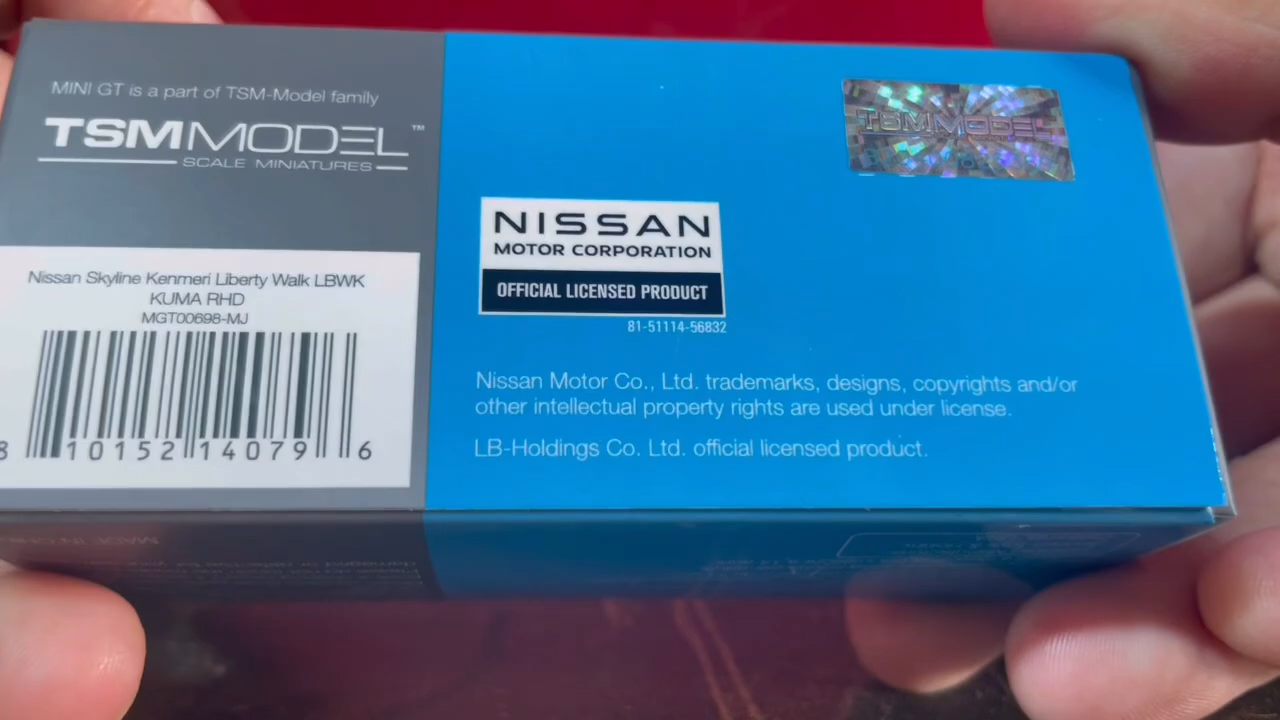 MINI GT is a part of TSM-Model family
TSMMODEL™
SCALE MINIATURES
Nissan Skyline Kenmeri Liberty Walk LBWK
KUMA RHD
MGT00698-MJ
8 10152 14079 6
TSMMODEL
NISSAN
MOTOR CORPORATION
OFFICIAL LICENSED PRODUCT
81-51114-56832
Nissan Motor Co., Ltd. trademarks, designs, copyrights and/or
other intellectual property rights are used under license.
LB-Holdings Co. Ltd. official licensed product.